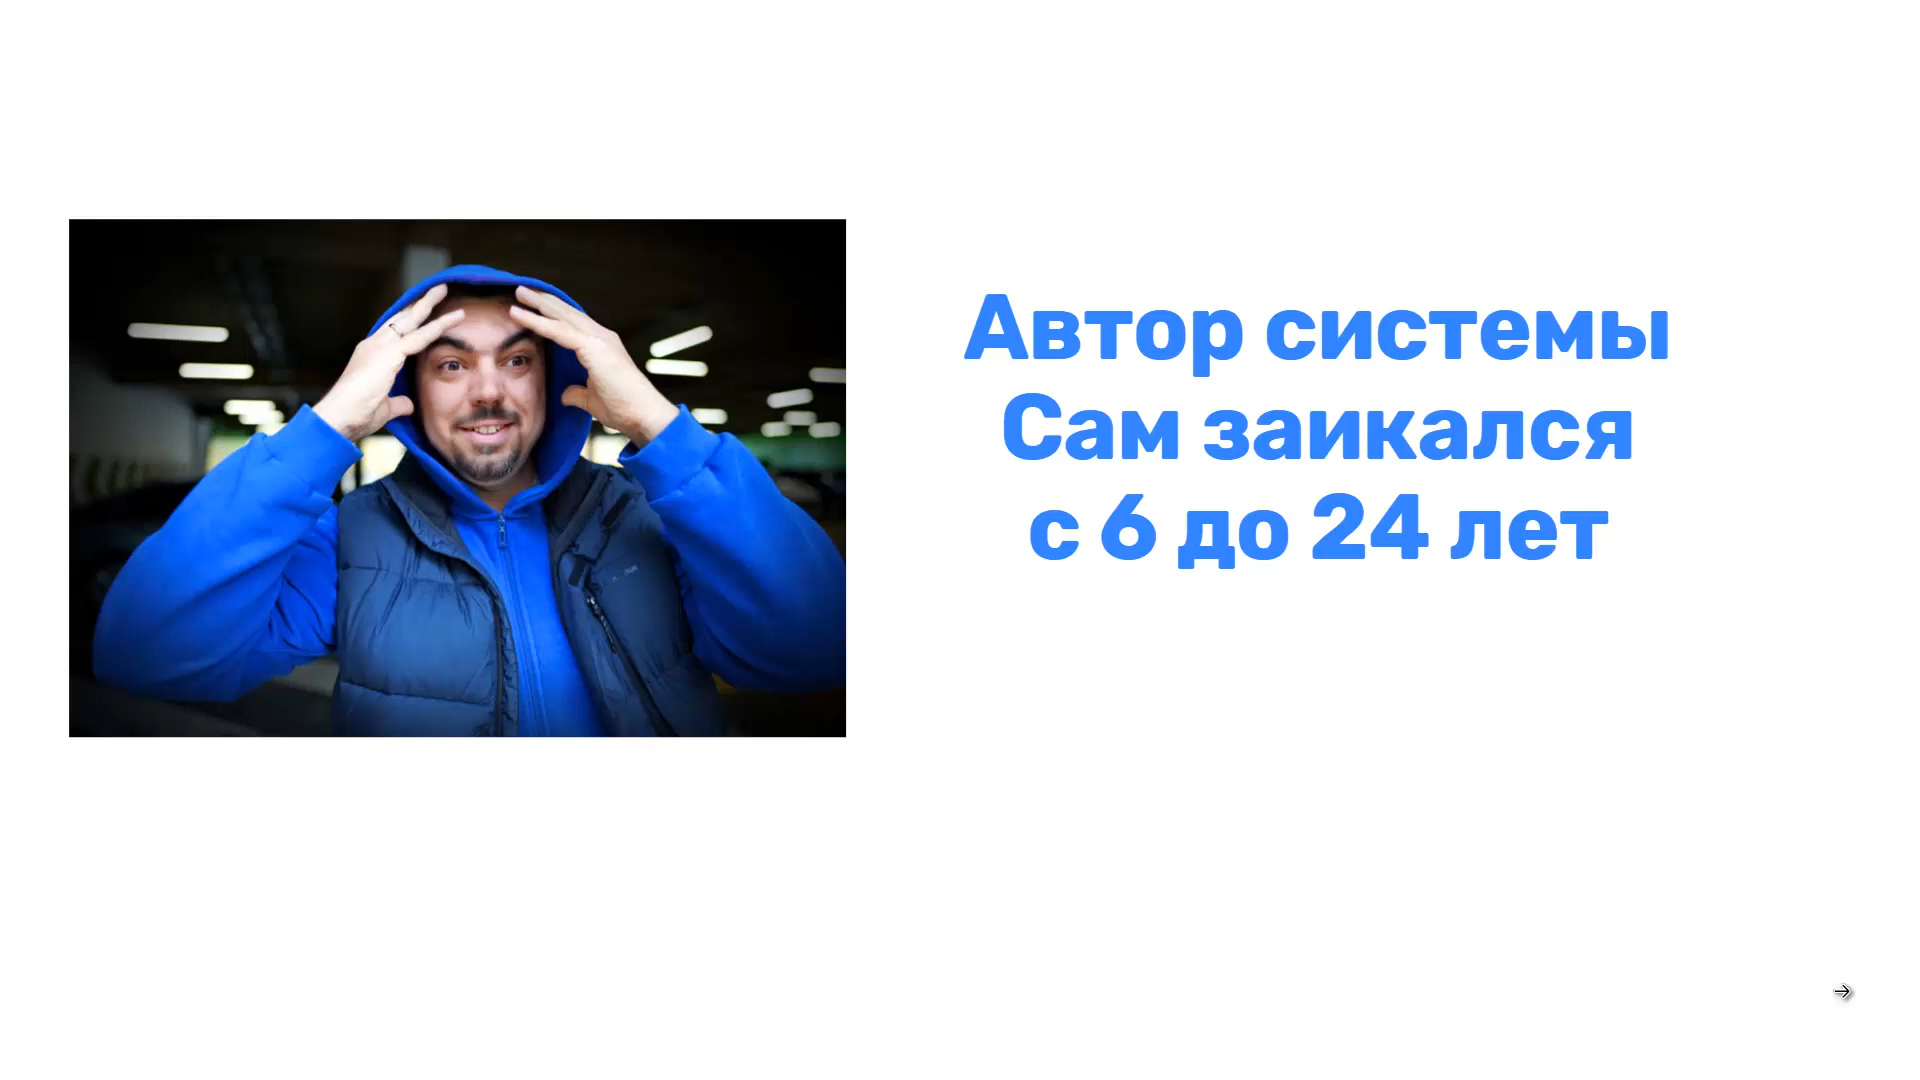 Автор системы
Сам заикался
с 6 до 24 лет